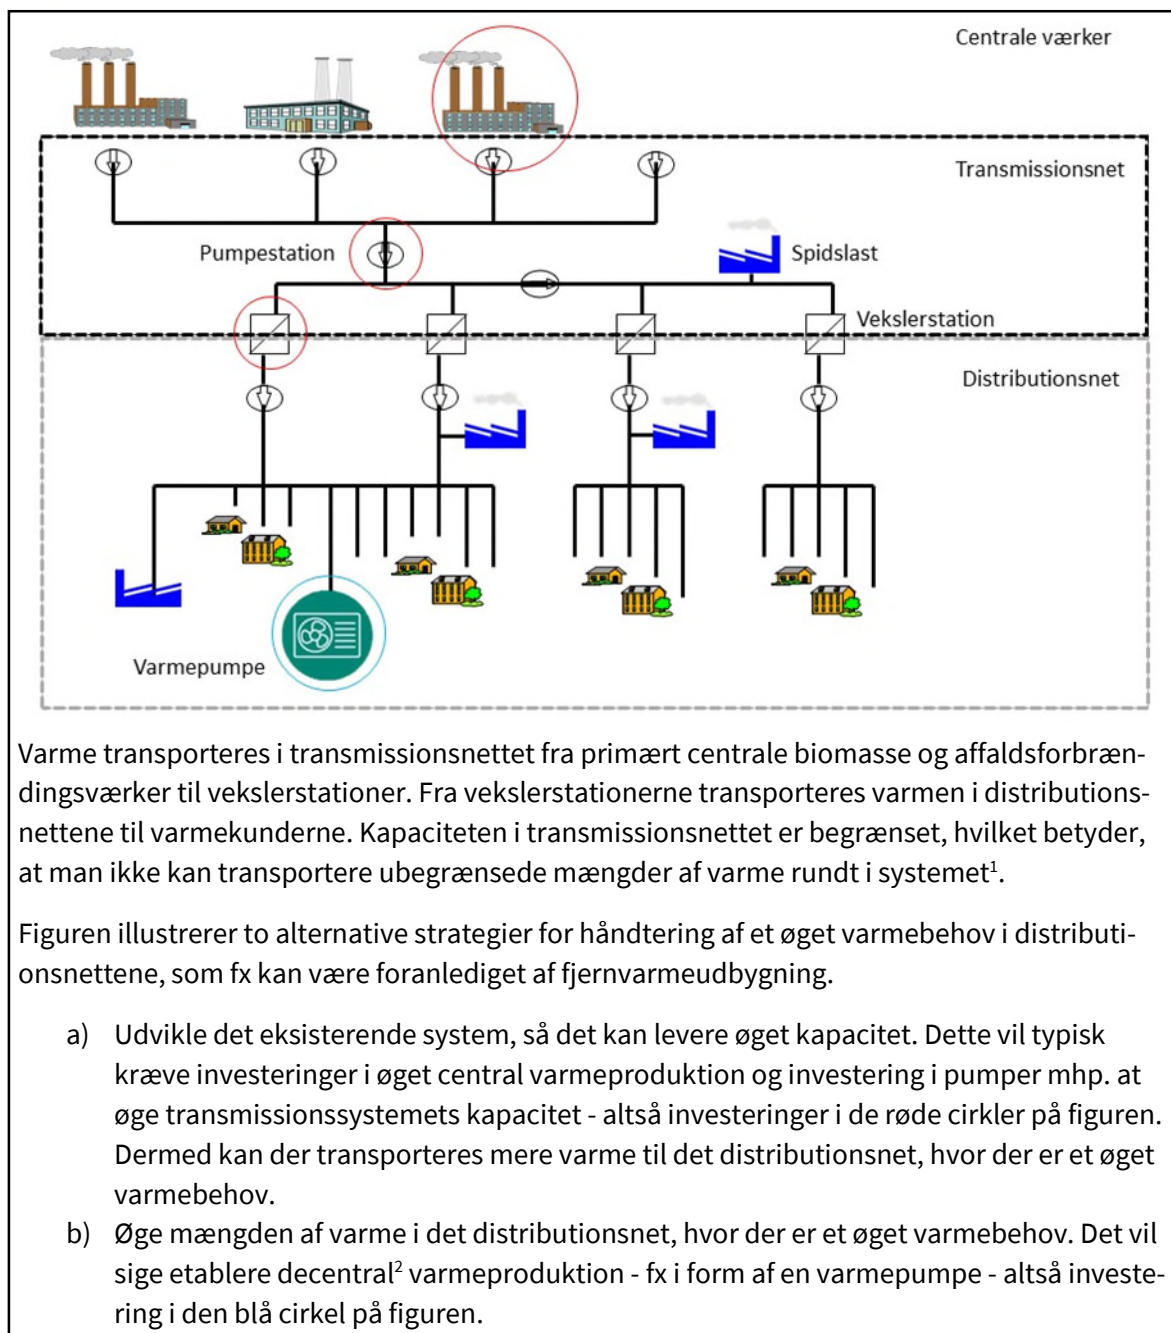 Centrale værker
Transmissionsnet
Pumpestation
Spidslast
Vekslerstation
Distributionsnet
Varmepumpe
Varme transporteres i transmissionsnettet fra primært centrale biomasse og affaldsforbræn-
dingsværker til vekslerstationer. Fra vekslerstationerne transporteres varmen i distributions-
nettene til varmekunderne. Kapaciteten i transmissionsnettet er begrænset, hvilket betyder,
at man ikke kan transportere ubegrænsede mængder af varme rundt i systemet¹.
Figuren illustrerer to alternative strategier for håndtering af et øget varmebehov i distributi-
onsnettene, som fx kan være foranlediget af fjernvarmeudbygning.
a) Udvikle det eksisterende system, så det kan levere øget kapacitet. Dette vil typisk
kræve investeringer i øget central varmeproduktion og investering i pumper mhp. at
øge transmissionssystemets kapacitet - altså investeringer i de røde cirkler på figuren.
Dermed kan der transporteres mere varme til det distributionsnet, hvor der er et øget
varmebehov.
b) Øge mængden af varme i det distributionsnet, hvor der er et øget varmebehov. Det vil
sige etablere decentral² varmeproduktion - fx i form af en varmepumpe - altså investe-
ring i den blå cirkel på figuren.